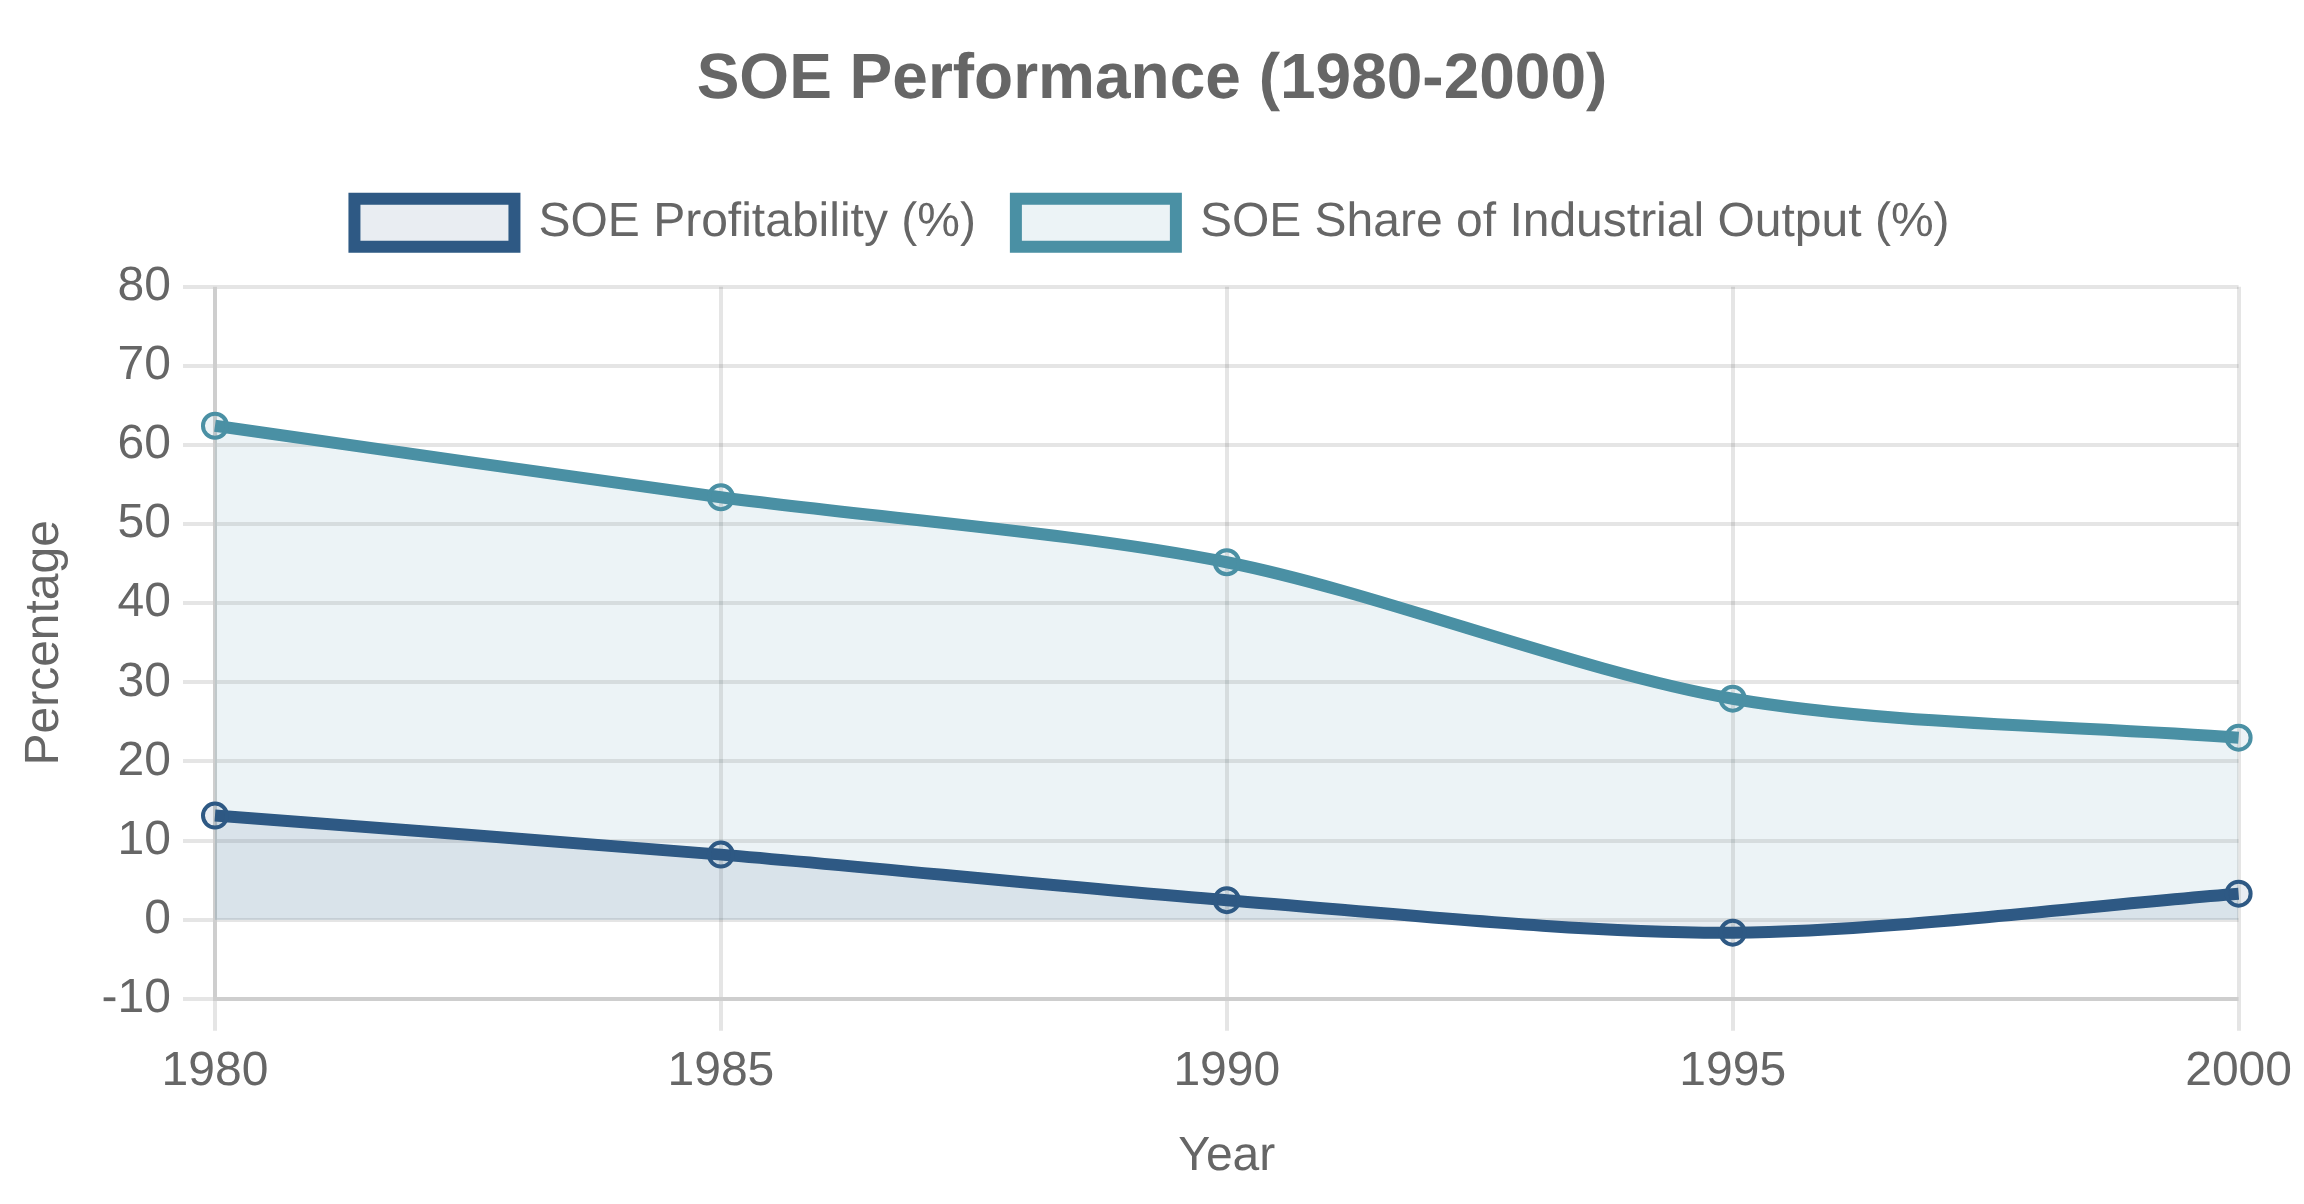 SOE Performance (1980-2000)
SOE Profitability (%) SOE Share of Industrial Output (%)
80
70
60
50
40
30
20
10
0
-10
Percentage
1980 1985 1990 1995 2000
Year